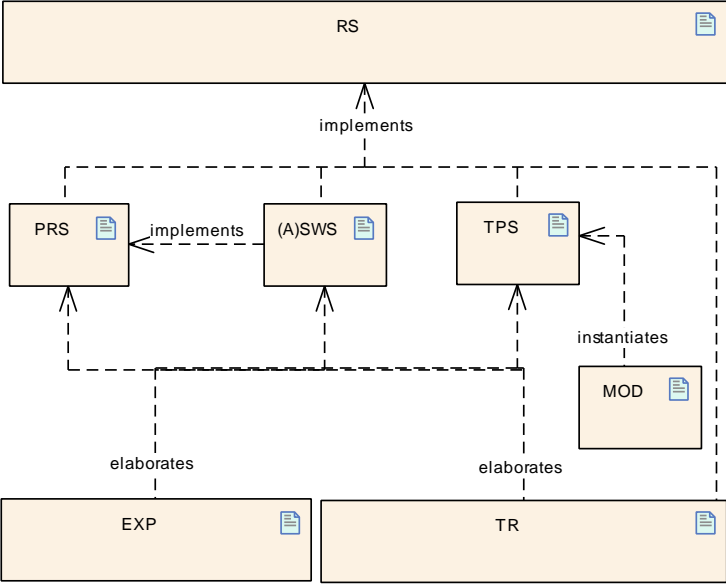 RS
implements
PRS
implements
(A)SWS
TPS
instantiates
MOD
elaborates
elaborates
EXP
TR